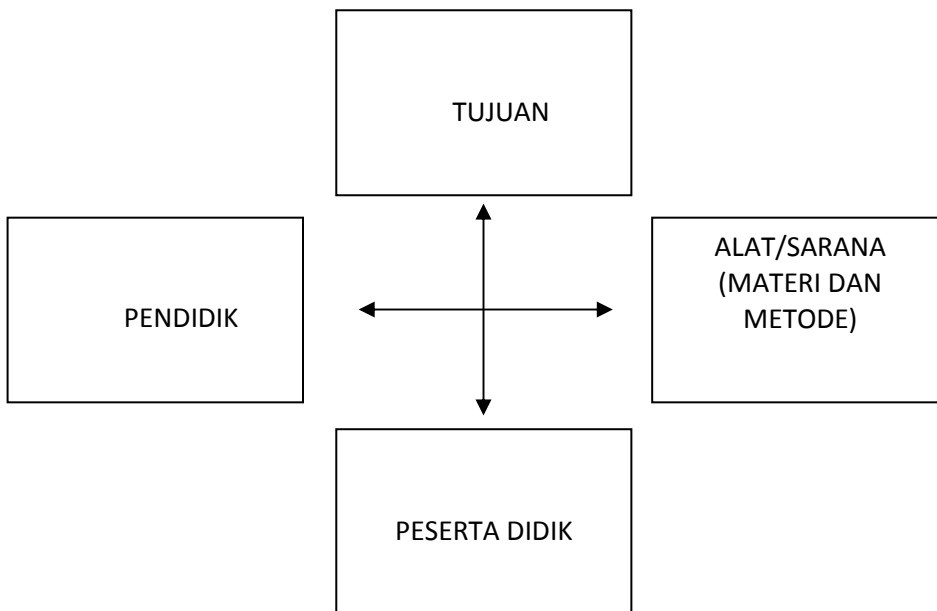 TUJUAN
PENDIDIK
ALAT/SARANA
(MATERI DAN
METODE)
PESERTA DIDIK